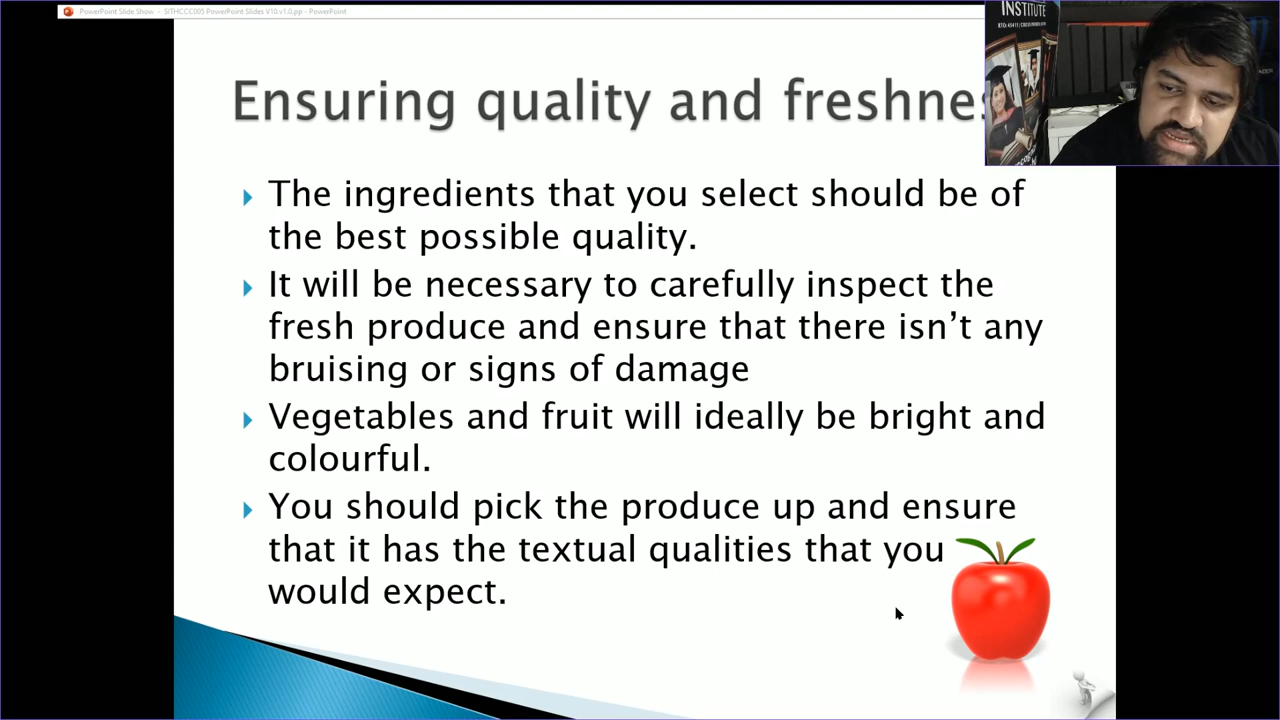 PowerPoint Slide Show - SITHCCC005 PowerPoint Slides V10.v1.0.pp - PowerPoint
INSTITUTE
Ensuring quality and freshnes
The ingredients that you select should be of
the best possible quality.
It will be necessary to carefully inspect the
fresh produce and ensure that there isn’t any
bruising or signs of damage
Vegetables and fruit will ideally be bright and
colourful.
You should pick the produce up and ensure
that it has the textual qualities that you
would expect.